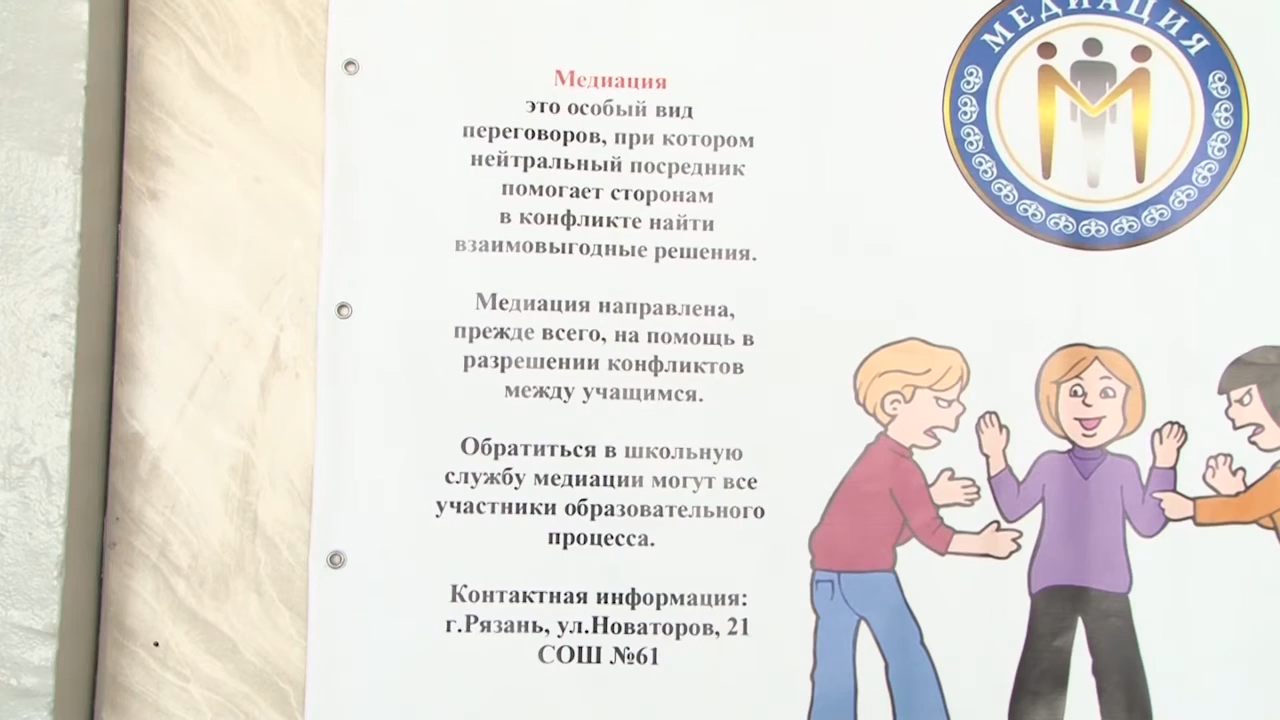 Медиация
это особый вид
переговоров, при котором
нейтральный посредник
помогает сторонам
в конфликте найти
взаимовыгодные решения.
Медиация направлена,
прежде всего, на помощь в
разрешении конфликтов
между учащимся.
Обратиться в школьную
службу медиации могут все
участники образовательного
процесса.
Контактная информация:
г.Рязань, ул.Новаторов, 21
СОШ №61
МЕДИАЦИЯ